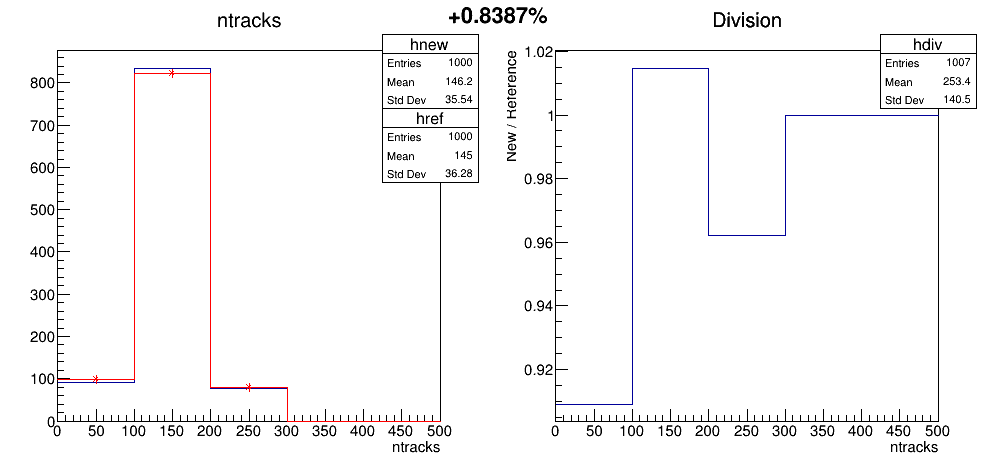 +0.8387%
ntracks
hnew
Entries 1000
Mean 146.2
Std Dev 35.54
href
Entries 1000
Mean 145
Std Dev 36.28
800
700
600
500
400
300
200
100
0
0 50 100 150 200 250 300 350 400 450 500
ntracks
Division
hdiv
Entries 1007
Mean 253.4
Std Dev 140.5
New / Reference
1.02
1
0.98
0.96
0.94
0.92
0 50 100 150 200 250 300 350 400 450 500
ntracks